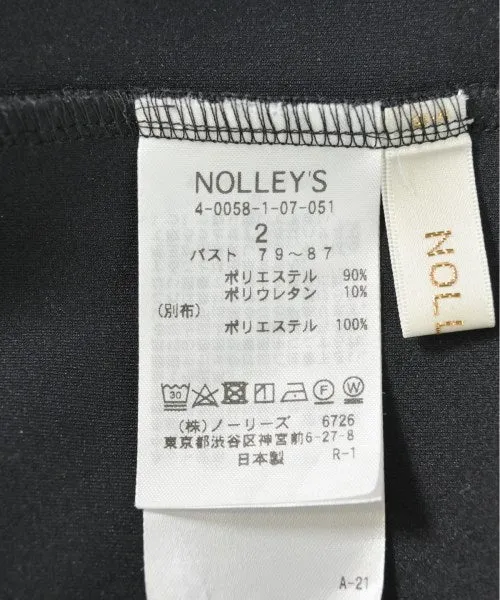 NOLLEY'S
4-0058-1-07-051
2
バスト 79～87
ポリエステル 90%
ポリウレタン 10%
(別布)
ポリエステル 100%
30
F W
(株)ノーリーズ 6726
東京都渋谷区神宮前6-27-8
日本製 R-1
A-21
NOLL